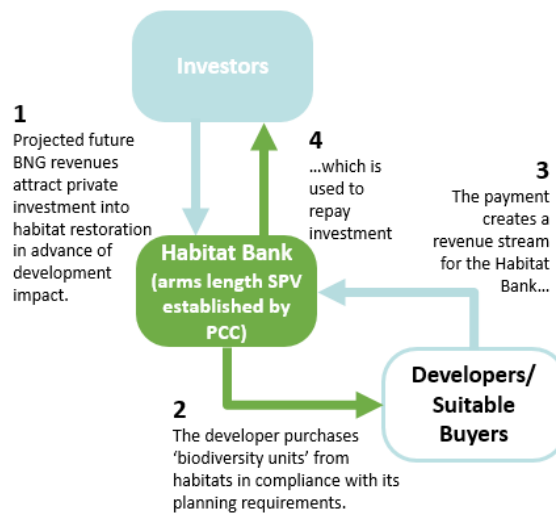 Investors
1
Projected future
BNG revenues
attract private
investment into
habitat restoration
in advance of
development
impact.
4
...which is
used to
repay
investment
3
The payment
creates a
revenue stream
for the Habitat
Bank...
Habitat Bank
(arms length SPV
established by
PCC)
Developers/
Suitable
Buyers
2
The developer purchases
‘biodiversity units’ from
habitats in compliance with its
planning requirements.